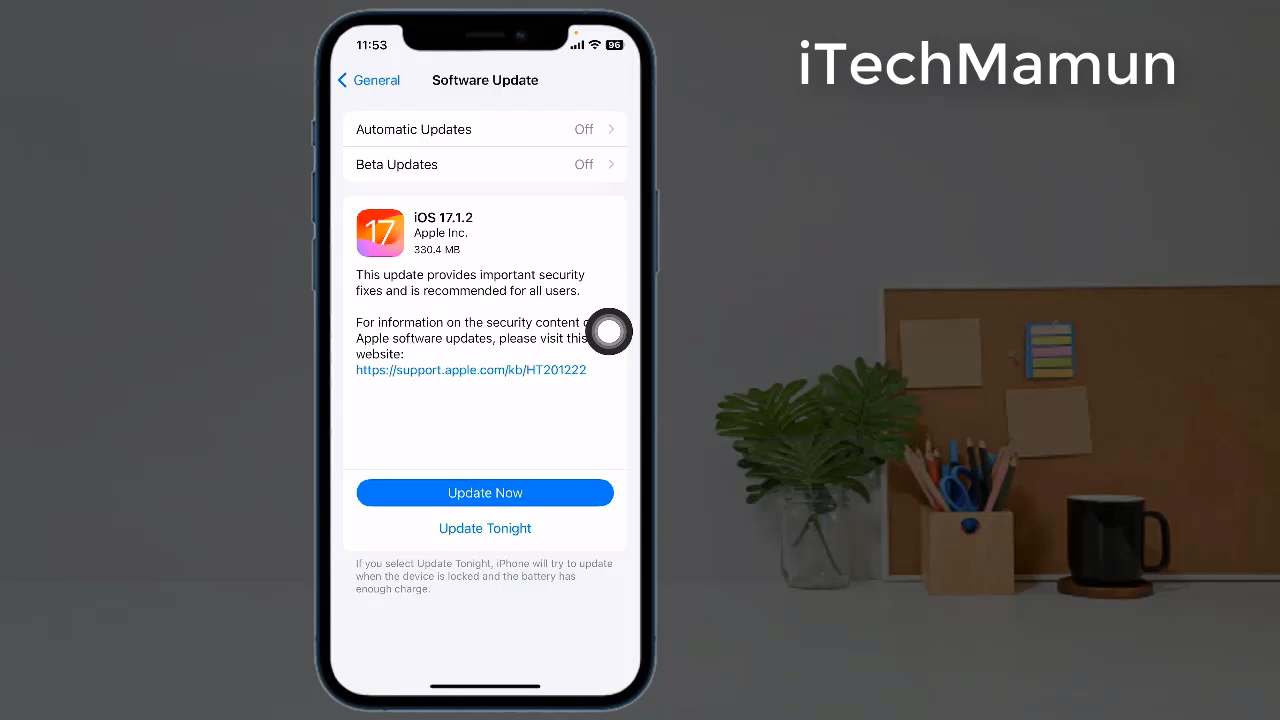 iTechMamun
11:53
96
General
Software Update
Automatic Updates Off
Beta Updates Off
17
iOS 17.1.2
Apple Inc.
330.4 MB
This update provides important security
fixes and is recommended for all users.
For information on the security content
Apple software updates, please visit this
website:
https://support.apple.com/kb/HT201222
Update Now
Update Tonight
If you select Update Tonight, iPhone will try to update
when the device is locked and the battery has
enough charge.